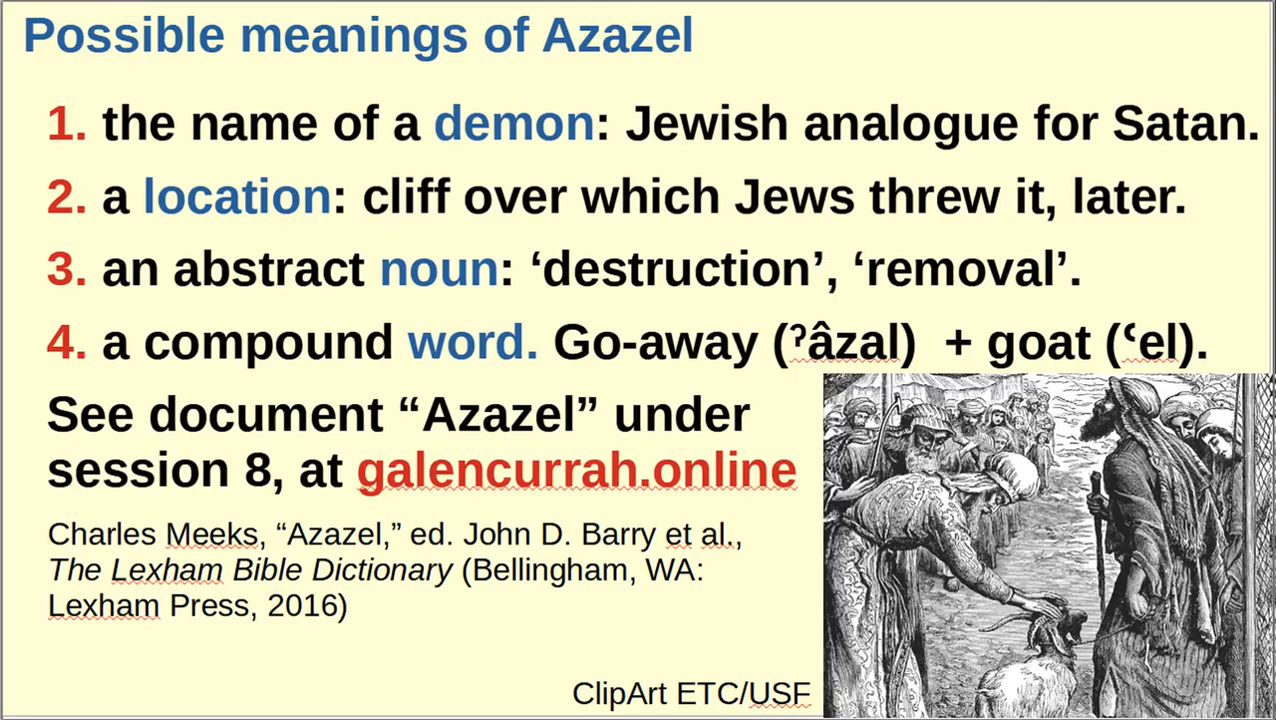 Possible meanings of Azazel
1. the name of a demon: Jewish analogue for Satan.
2. a location: cliff over which Jews threw it, later.
3. an abstract noun: ‘destruction’, ‘removal’.
4. a compound word. Go-away (ˀâzal)  + goat (ˁel).
See document “Azazel” under
session 8, at galencurrah.online
Charles Meeks, “Azazel,” ed. John D. Barry et al.,
The Lexham Bible Dictionary (Bellingham, WA:
Lexham Press, 2016)
ClipArt ETC/USF